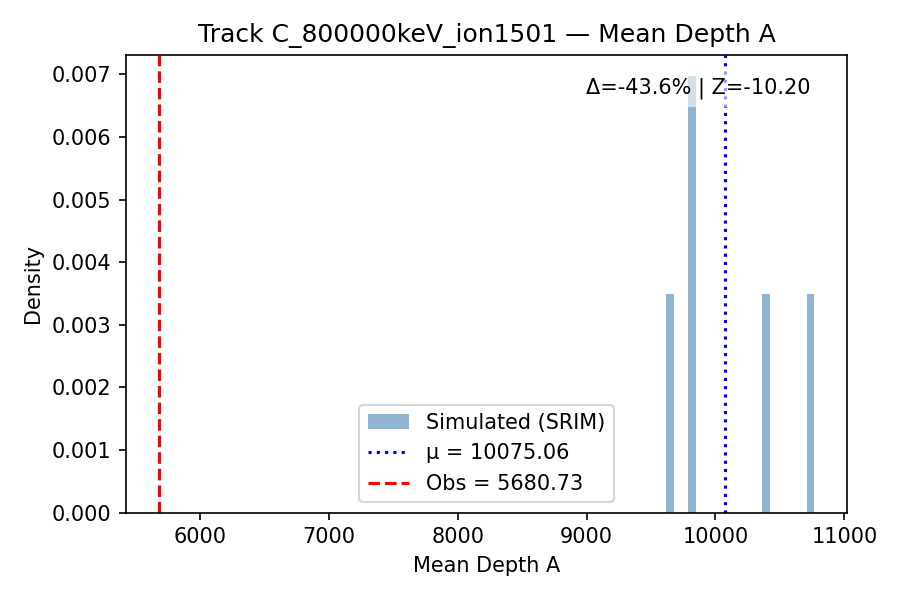 Track C_800000keV_ion1501 — Mean Depth A
Δ=-43.6% | Z=-10.20
0.007
0.006
0.005
0.004
0.003
0.002
0.001
0.000
Density
Simulated (SRIM)
μ = 10075.06
Obs = 5680.73
6000 7000 8000 9000 10000 11000
Mean Depth A